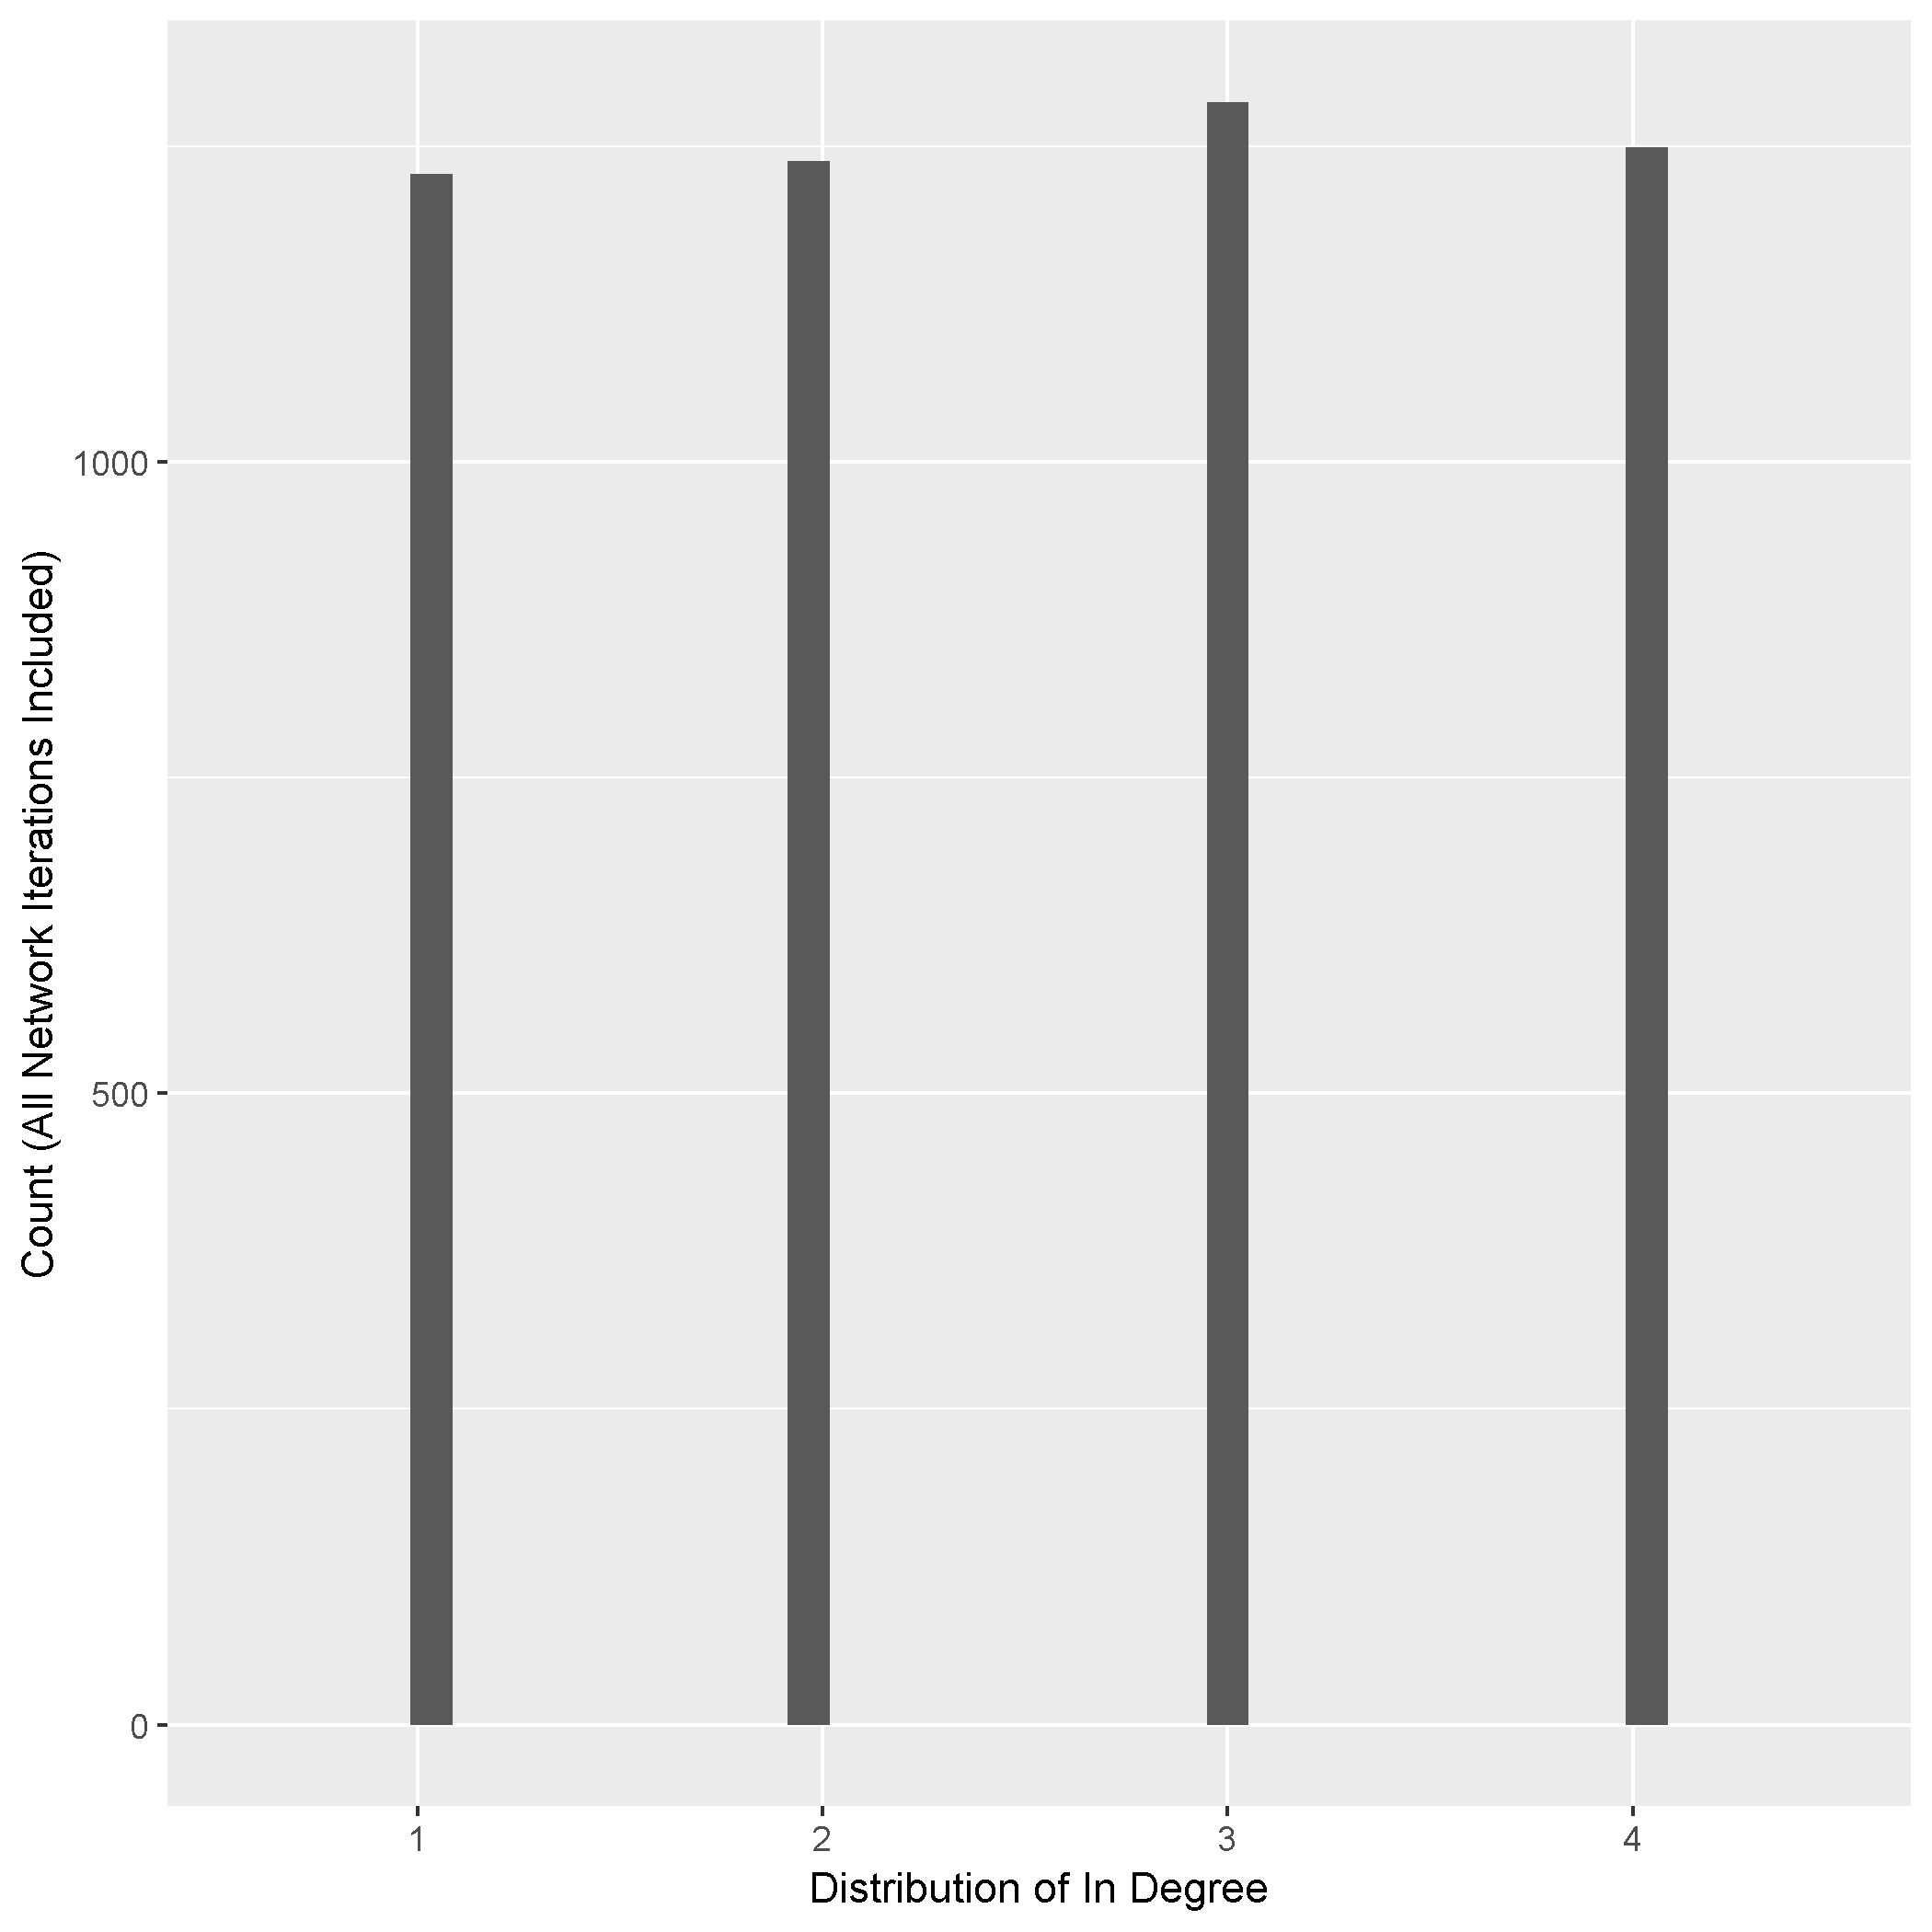 Count (All Network Iterations Included)
1000
500
0
1 2 3 4
Distribution of In Degree